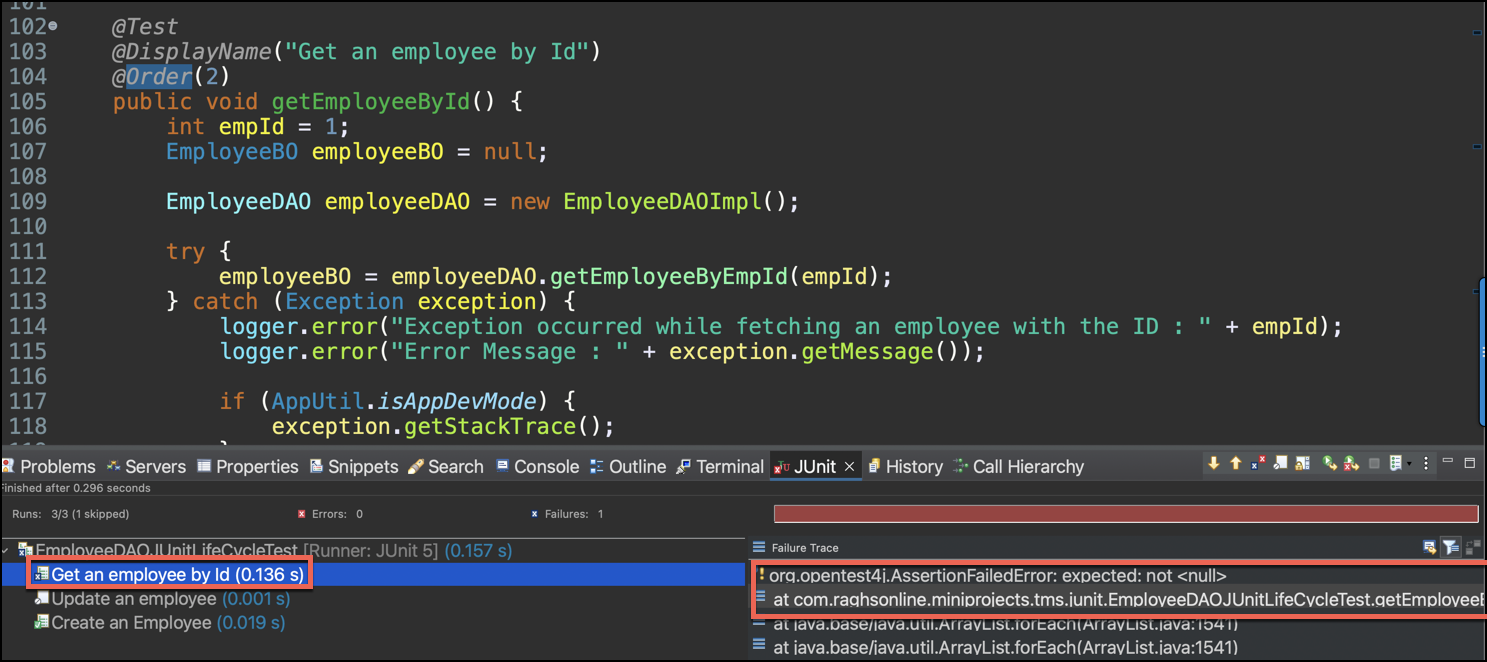 101
102 @Test
103 @DisplayName("Get an employee by Id")
104 @Order(2)
105 public void getEmployeeById() {
106 int empId = 1;
107 EmployeeBO employeeBO = null;
108
109 EmployeeDAO employeeDAO = new EmployeeDAOImpl();
110
111 try {
112 employeeBO = employeeDAO.getEmployeeByEmpId(empId);
113 } catch (Exception exception) {
114 logger.error("Exception occurred while fetching an employee with the ID : " + empId);
115 logger.error("Error Message : " + exception.getMessage());
116
117 if (AppUtil.isAppDevMode) {
118 exception.getStackTrace();
Problems Servers Properties Snippets Search Console Outline Terminal JUnit History Call Hierarchy
Finished after 0.296 seconds
Runs: 3/3 (1 skipped) Errors: 0 Failures: 1
EmployeeDAOJUnitLifeCycleTest [Runner: JUnit 5] (0.157 s)
Get an employee by Id (0.136 s)
Update an employee (0.001 s)
Create an Employee (0.019 s)
Failure Trace
org.opentest4j.AssertionFailedError: expected: not <null>
at com.raghsonline.miniprojects.tms.junit.EmployeeDAOJUnitLifeCycleTest.getEmployeeB
at java.base/java.util.ArrayList.forEach(ArrayList.java:1541)
at java.base/java.util.ArrayList.forEach(ArrayList.java:1541)